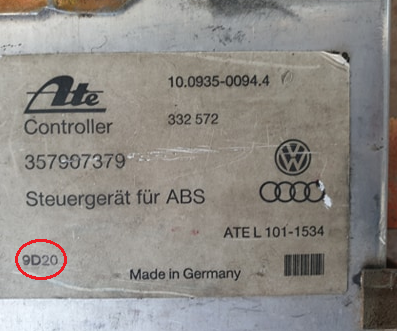 Ate
10.0935-0094.4
Controller
332 572
357907379
Steuergerät für ABS
ATE L 101-1534
9D20
Made in Germany